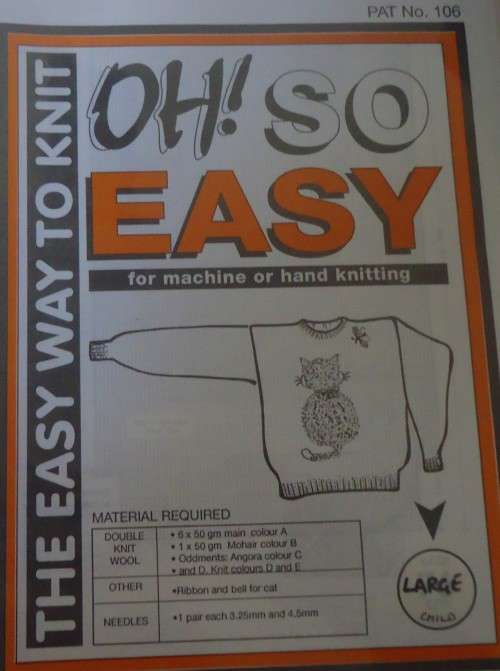 PAT No. 106
THE EASY WAY TO KNIT
OH! SO
EASY
for machine or hand knitting
MATERIAL REQUIRED
DOUBLE KNIT WOOL
• 6 x 50 gm main colour A
• 1 x 50 gm Mohair colour B
• Oddments: Angora colour C
• and D. Knit colours D and E
OTHER
•Ribbon and bell for cat
NEEDLES
•1 pair each 3.25mm and 4.5mm
LARGE
CHILD